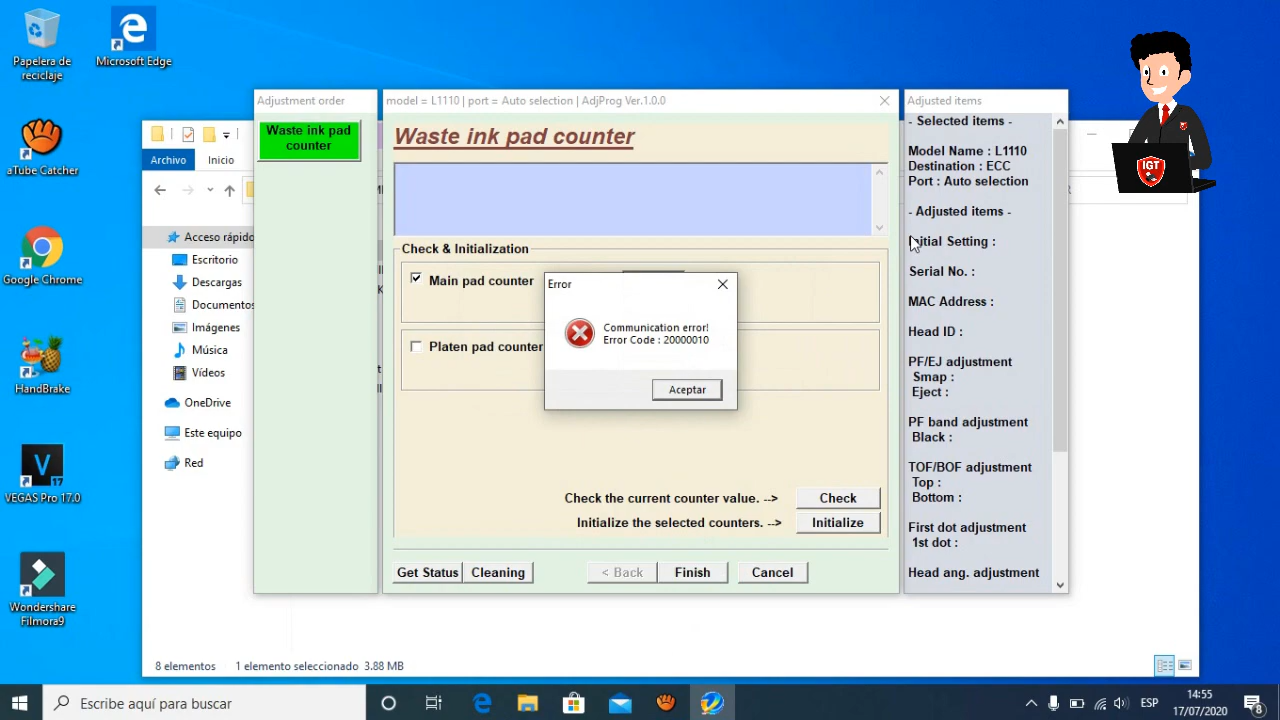 Papelera de
reciclaje
Microsoft Edge
aTube Catcher
Google Chrome
HandBrake
VEGAS Pro 17.0
Wondershare
Filmora9
Archivo
Inicio
Acceso rápido
Escritorio
Descargas
Documentos
Imágenes
Música
Vídeos
OneDrive
Este equipo
Red
8 elementos
1 elemento seleccionado 3.88 MB
Adjustment order
Waste ink pad
counter
model = L1110 | port = Auto selection | AdjProg Ver.1.0.0
Waste ink pad counter
Check & Initialization
Main pad counter
Platen pad counter
Error
Communication error!
Error Code : 20000010
Aceptar
Check the current counter value. -->
Check
Initialize the selected counters. -->
Initialize
Get Status
Cleaning
< Back
Finish
Cancel
Adjusted items
- Selected items -
Model Name : L1110
Destination : ECC
Port : Auto selection
- Adjusted items -
Initial Setting :
Serial No. :
MAC Address :
Head ID :
PF/EJ adjustment
Smap :
Eject :
PF band adjustment
Black :
TOF/BOF adjustment
Top :
Bottom :
First dot adjustment
1st dot :
Head ang. adjustment
IGT
Escribe aquí para buscar
ESP
14:55
17/07/2020
8